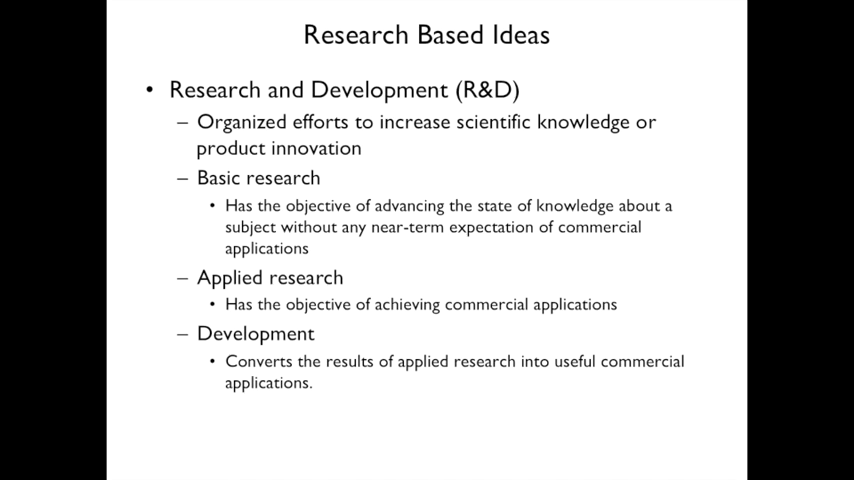 Research Based Ideas
• Research and Development (R&D)
– Organized efforts to increase scientific knowledge or
product innovation
– Basic research
• Has the objective of advancing the state of knowledge about a
subject without any near-term expectation of commercial
applications
– Applied research
• Has the objective of achieving commercial applications
– Development
• Converts the results of applied research into useful commercial
applications.